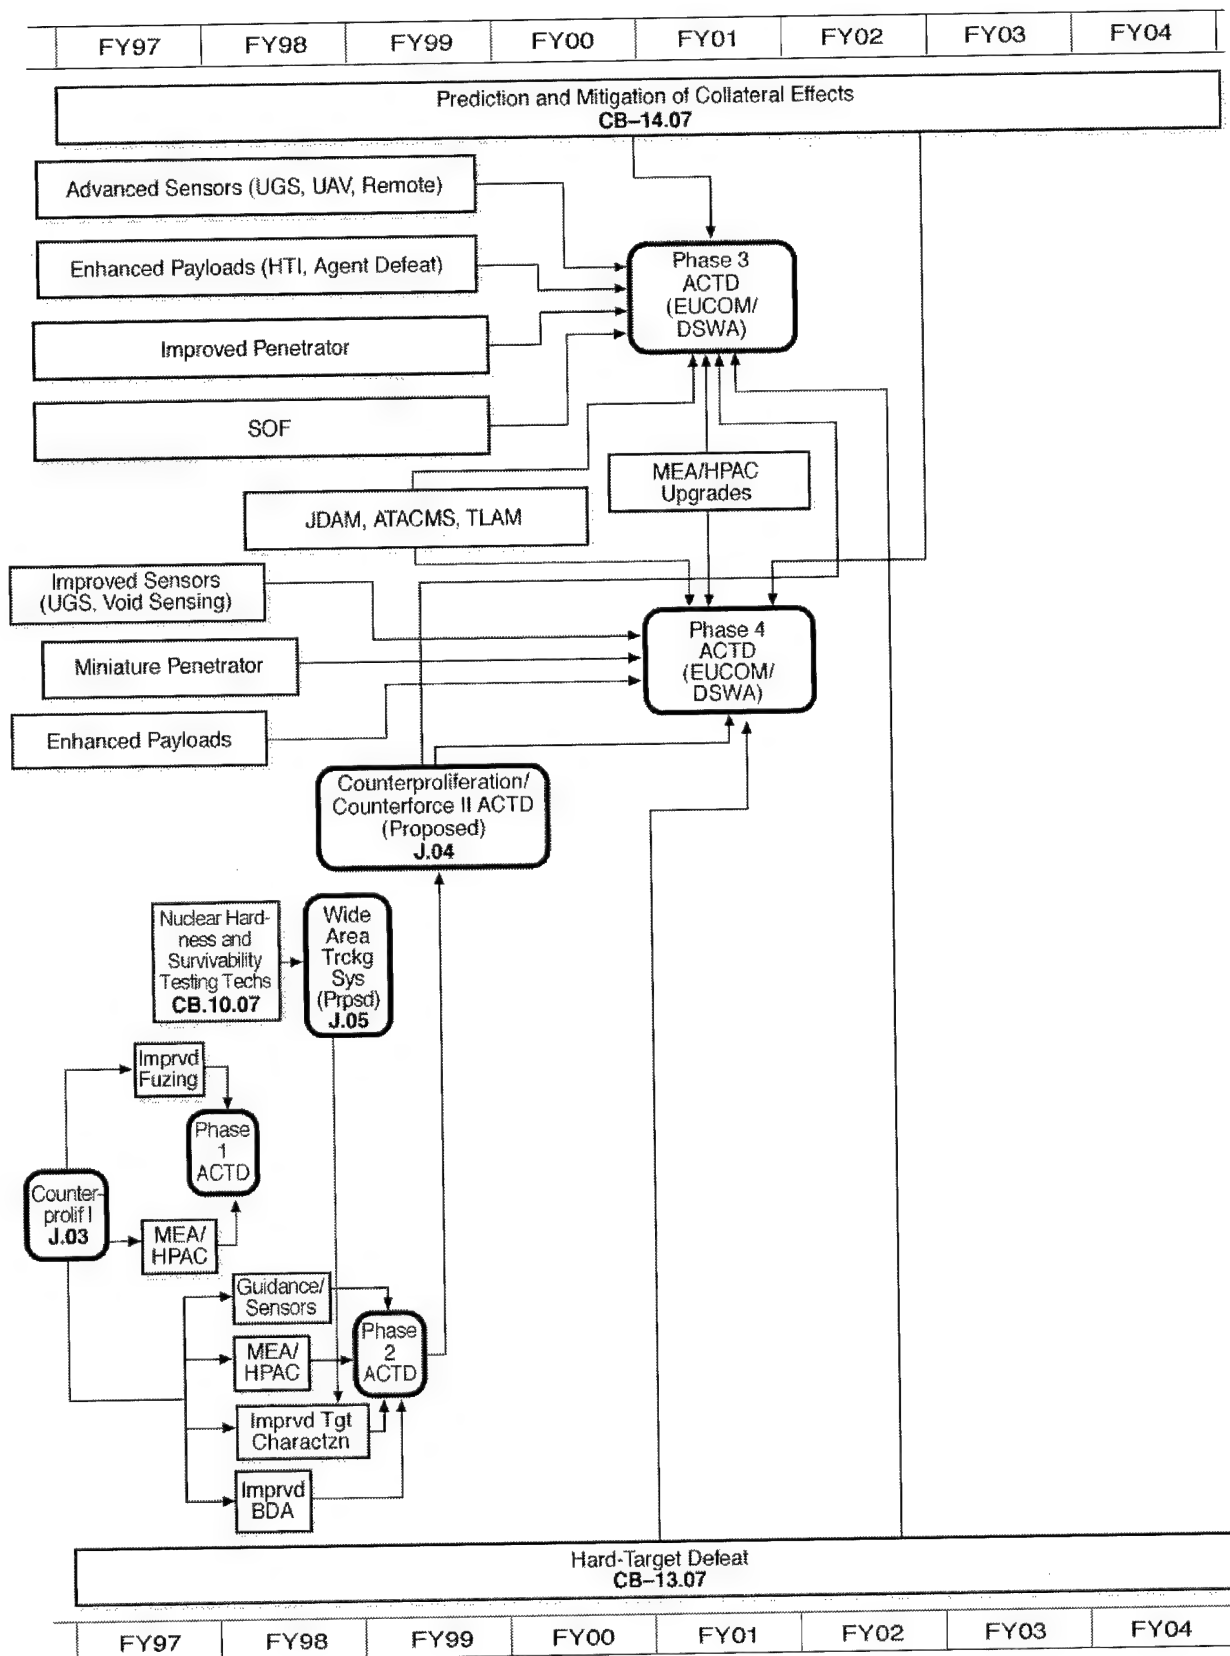 FY97 FY98 FY99 FY00 FY01 FY02 FY03 FY04
Prediction and Mitigation of Collateral Effects
CB–14.07
Advanced Sensors (UGS, UAV, Remote)
Enhanced Payloads (HTI, Agent Defeat)
Improved Penetrator
SOF
Phase 3
ACTD
(EUCOM/
DSWA)
MEA/HPAC
Upgrades
JDAM, ATACMS, TLAM
Improved Sensors
(UGS, Void Sensing)
Miniature Penetrator
Enhanced Payloads
Phase 4
ACTD
(EUCOM/
DSWA)
Counterproliferation/
Counterforce II ACTD
(Proposed)
J.04
Nuclear Hard-
ness and
Survivability
Testing Techs
CB.10.07
Wide
Area
Trckg
Sys
(Prpsd)
J.05
Imprvd
Fuzing
Phase
1
ACTD
Counter-
prolif I
J.03
MEA/
HPAC
Guidance/
Sensors
MEA/
HPAC
Phase
2
ACTD
Imprvd Tgt
Charactzn
Imprvd
BDA
Hard-Target Defeat
CB–13.07
FY97 FY98 FY99 FY00 FY01 FY02 FY03 FY04